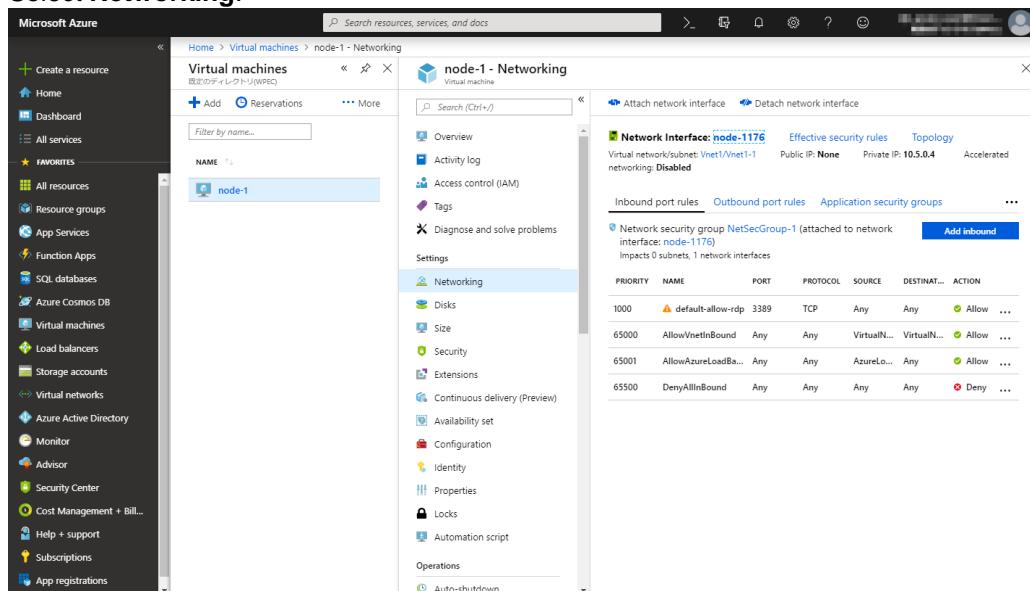 Select Networking.
Microsoft Azure
Search resources, services, and docs
Home > Virtual machines > node-1 - Networking
Create a resource
Home
Dashboard
All services
FAVORITES
All resources
Resource groups
App Services
Function Apps
SQL databases
Azure Cosmos DB
Virtual machines
Load balancers
Storage accounts
Virtual networks
Azure Active Directory
Monitor
Advisor
Security Center
Cost Management + Bill...
Help + support
Subscriptions
App registrations
Virtual machines
既定のディレクトリ(WPEC)
Add Reservations ••• More
Filter by name...
NAME
node-1
node-1 - Networking
Virtual machine
Search (Ctrl+/)
Overview
Activity log
Access control (IAM)
Tags
Diagnose and solve problems
Settings
Networking
Disks
Size
Security
Extensions
Continuous delivery (Preview)
Availability set
Configuration
Identity
Properties
Locks
Automation script
Operations
Auto-shutdown
Attach network interface Detach network interface
Network Interface: node-1176 Effective security rules Topology
Virtual network/subnet: Vnet1/Vnet1-1 Public IP: None Private IP: 10.5.0.4 Accelerated
networking: Disabled
Inbound port rules Outbound port rules Application security groups •••
Network security group NetSecGroup-1 (attached to network
interface: node-1176)
Impacts 0 subnets, 1 network interfaces
Add inbound
PRIORITY NAME PORT PROTOCOL SOURCE DESTINAT... ACTION
1000 default-allow-rdp 3389 TCP Any Any Allow ...
65000 AllowVnetInBound Any Any VirtualN... VirtualN... Allow ...
65001 AllowAzureLoadBa... Any Any AzureLo... Any Allow ...
65500 DenyAllInBound Any Any Any Any Deny ...